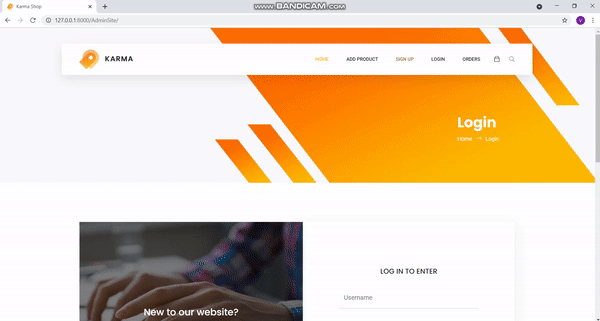 www.BANDICAM.com
Karma Shop
127.0.0.1:8000/AdminSite/
V
KARMA
HOME ADD PRODUCT SIGN UP LOGIN ORDERS
Login
Home → Login
LOG IN TO ENTER
Username
New to our website?